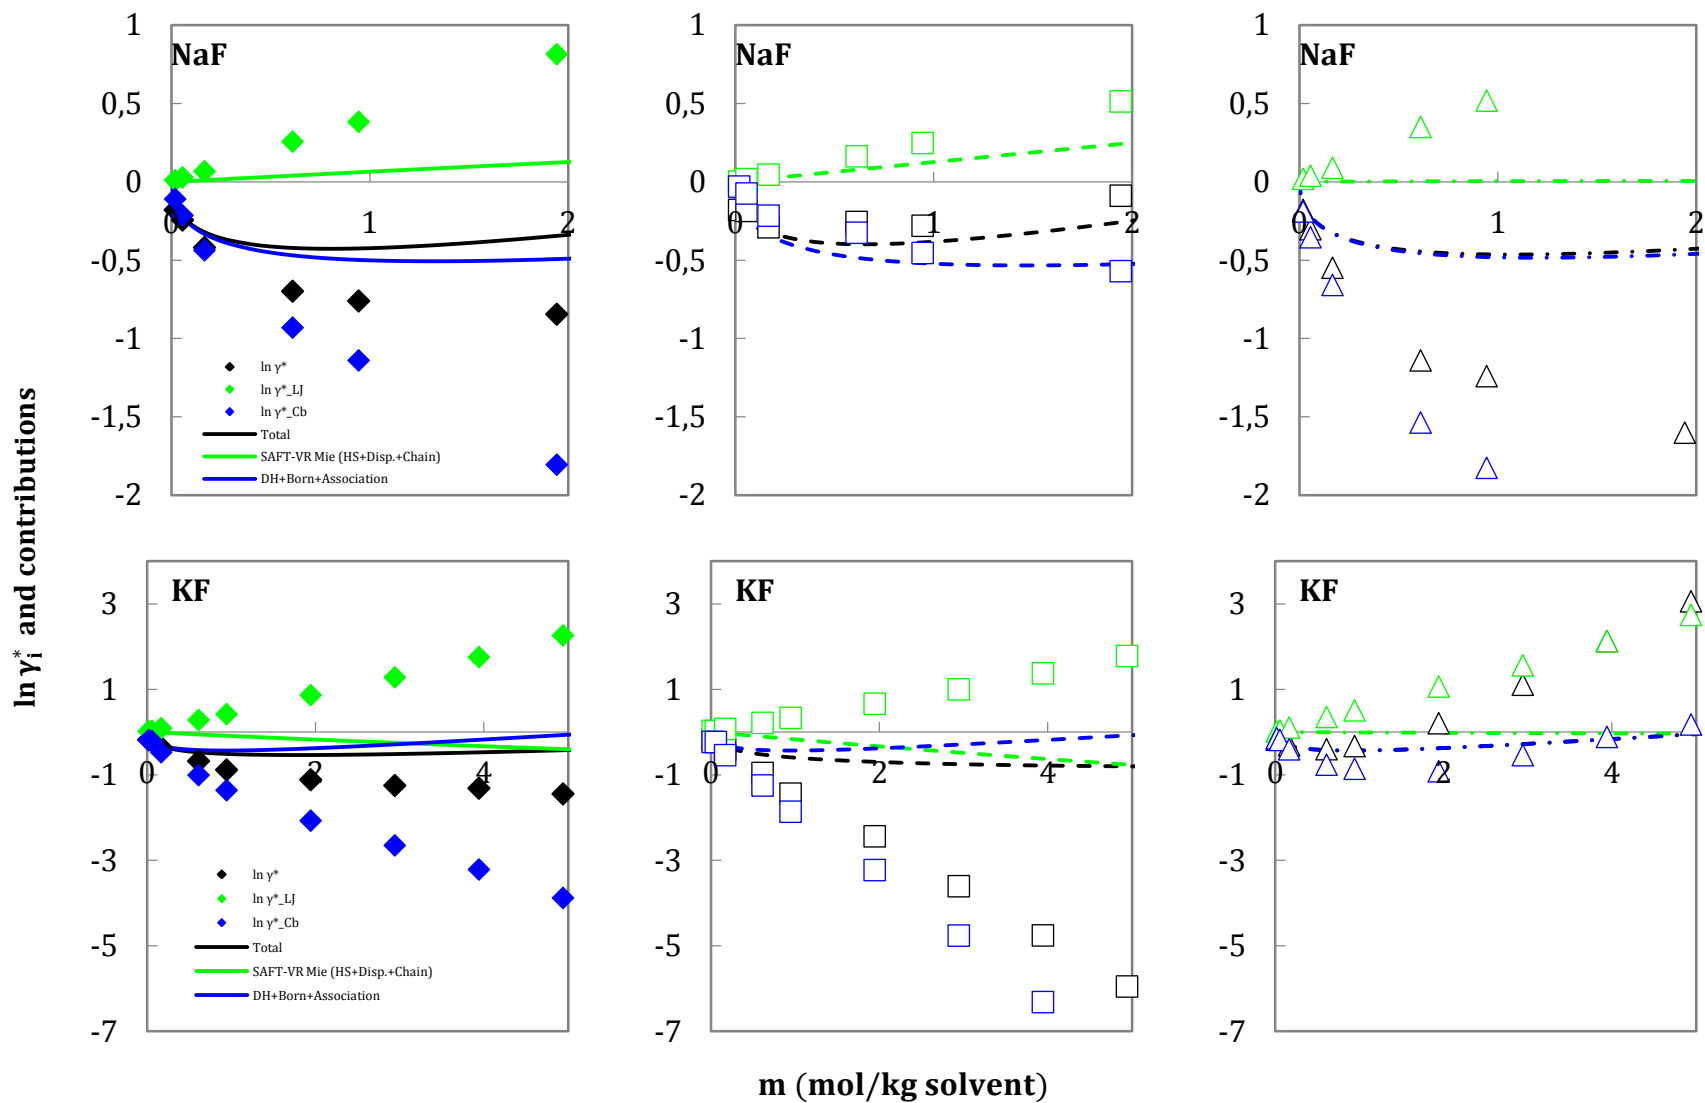 ln γi* and contributions
NaF
1
0,5
0
-0,5
-1
-1,5
-2
0
1
2
ln γ*
ln γ*_LJ
ln γ*_Cb
Total
SAFT-VR Mie (HS+Disp.+Chain)
DH+Born+Association
NaF
1
0,5
0
-0,5
-1
-1,5
-2
0
1
2
NaF
1
0,5
0
-0,5
-1
-1,5
-2
0
1
2
KF
3
1
-1
-3
-5
-7
0
2
4
ln γ*
ln γ*_LJ
ln γ*_Cb
Total
SAFT-VR Mie (HS+Disp.+Chain)
DH+Born+Association
KF
3
1
-1
-3
-5
-7
0
2
4
KF
3
1
-1
-3
-5
-7
0
2
4
m (mol/kg solvent)